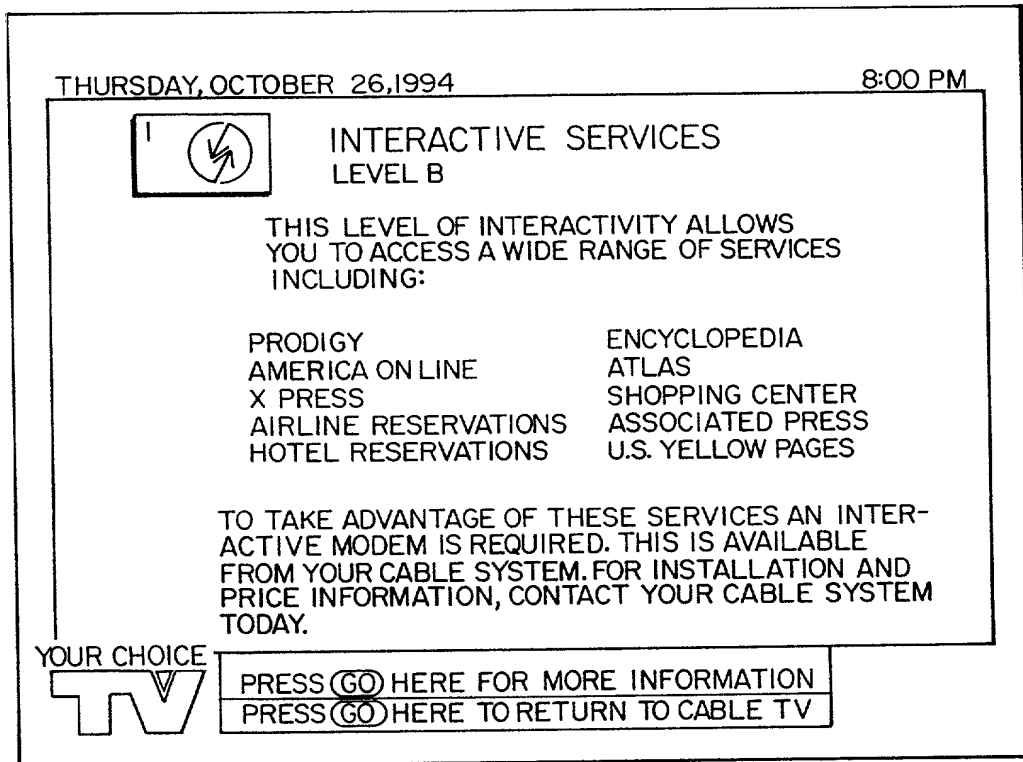 THURSDAY, OCTOBER 26,1994 8:00 PM
I
INTERACTIVE SERVICES
LEVEL B
THIS LEVEL OF INTERACTIVITY ALLOWS
YOU TO ACCESS A WIDE RANGE OF SERVICES
INCLUDING:
PRODIGY ENCYCLOPEDIA
AMERICA ON LINE ATLAS
X PRESS SHOPPING CENTER
AIRLINE RESERVATIONS ASSOCIATED PRESS
HOTEL RESERVATIONS U.S. YELLOW PAGES
TO TAKE ADVANTAGE OF THESE SERVICES AN INTER-
ACTIVE MODEM IS REQUIRED. THIS IS AVAILABLE
FROM YOUR CABLE SYSTEM. FOR INSTALLATION AND
PRICE INFORMATION, CONTACT YOUR CABLE SYSTEM
TODAY.
YOUR CHOICE
TV
PRESS GO HERE FOR MORE INFORMATION
PRESS GO HERE TO RETURN TO CABLE TV